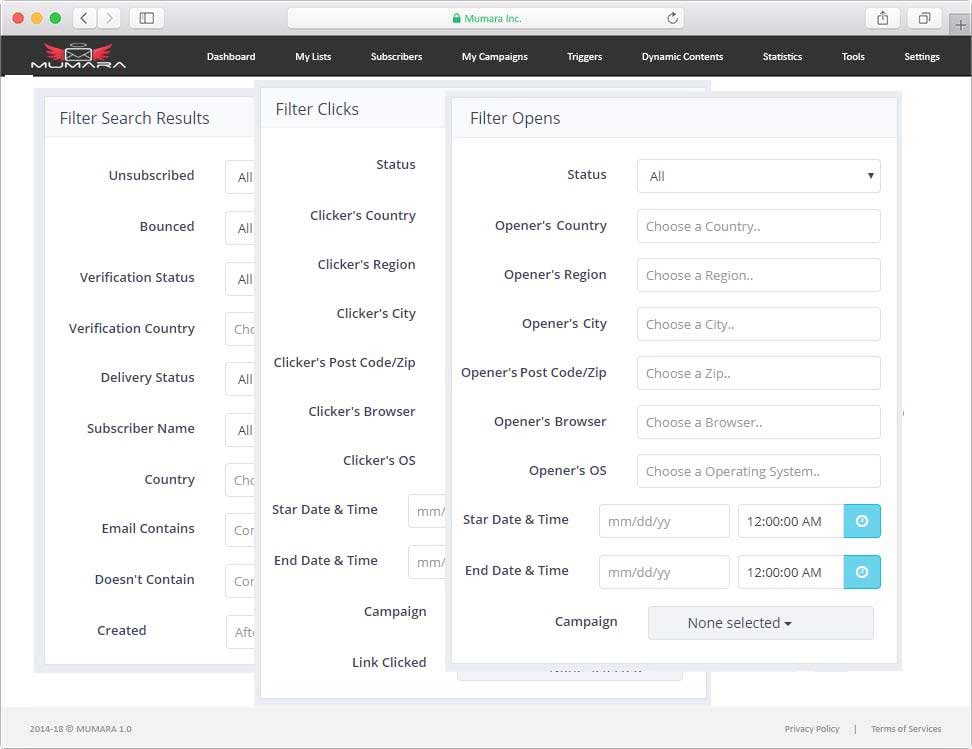 Mumara Inc.
MUMARA
Dashboard My Lists Subscribers My Campaigns Triggers Dynamic Contents Statistics Tools Settings
Filter Search Results
Unsubscribed All
Bounced All
Verification Status All
Verification Country
Delivery Status All
Subscriber Name All
Country
Email Contains
Doesn't Contain
Created
Filter Clicks
Status
Clicker's Country
Clicker's Region
Clicker's City
Clicker's Post Code/Zip
Clicker's Browser
Clicker's OS
Start Date & Time mm/
End Date & Time mm/
Campaign
Link Clicked
Filter Opens
Status All
Opener's Country Choose a Country..
Opener's Region Choose a Region..
Opener's City Choose a City..
Opener's Post Code/Zip Choose a Zip..
Opener's Browser Choose a Browser..
Opener's OS Choose a Operating System..
Star Date & Time mm/dd/yy 12:00:00 AM
End Date & Time mm/dd/yy 12:00:00 AM
Campaign None selected
2014-18 © MUMARA 1.0
Privacy Policy | Terms of Services